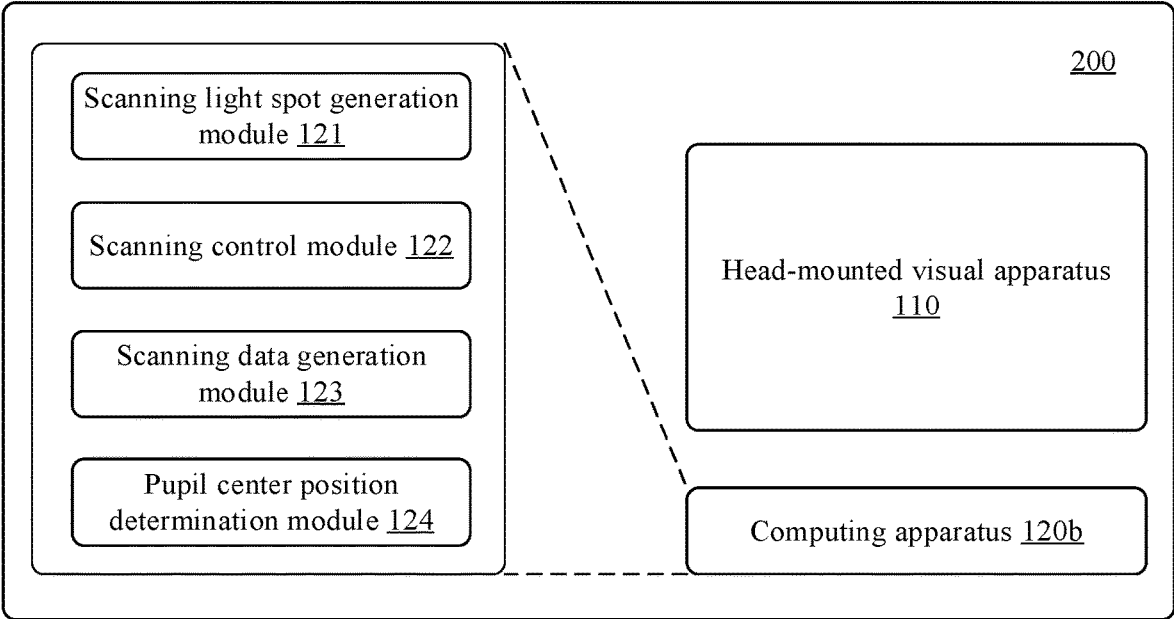 200
Scanning light spot generation
module 121
Scanning control module 122
Scanning data generation
module 123
Pupil center position
determination module 124
Head-mounted visual apparatus
110
Computing apparatus 120b